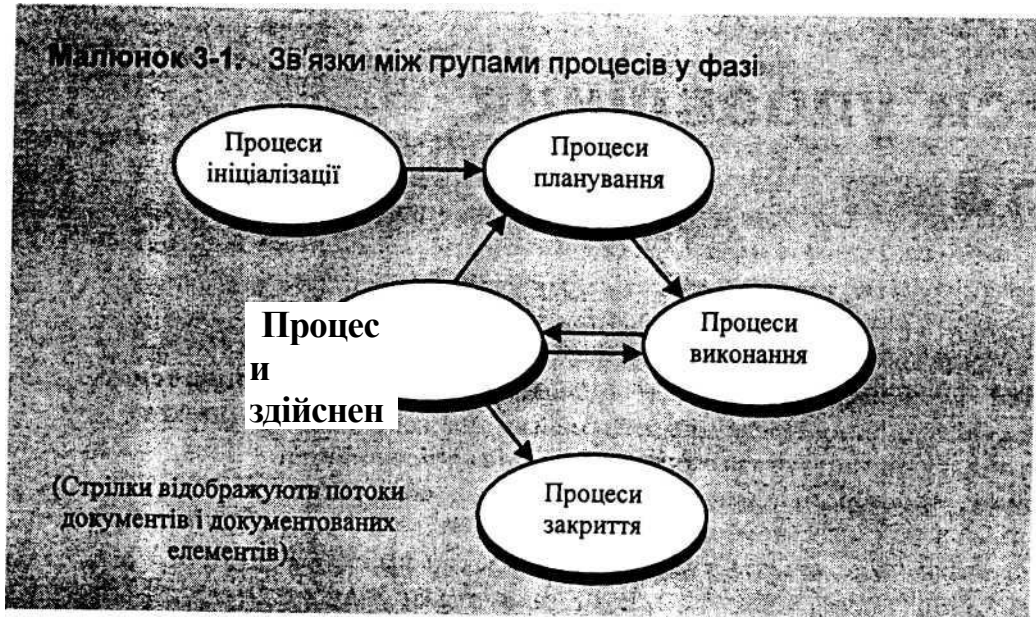 Малюнок 3-1. Зв'язки між групами процесів у фазі
Процеси
ініціалізації
Процеси
планування
Процес
и
здійснен
Процеси
виконання
Процеси
закриття
(Стрілки відображують потоки
документів і документованих
елементів)